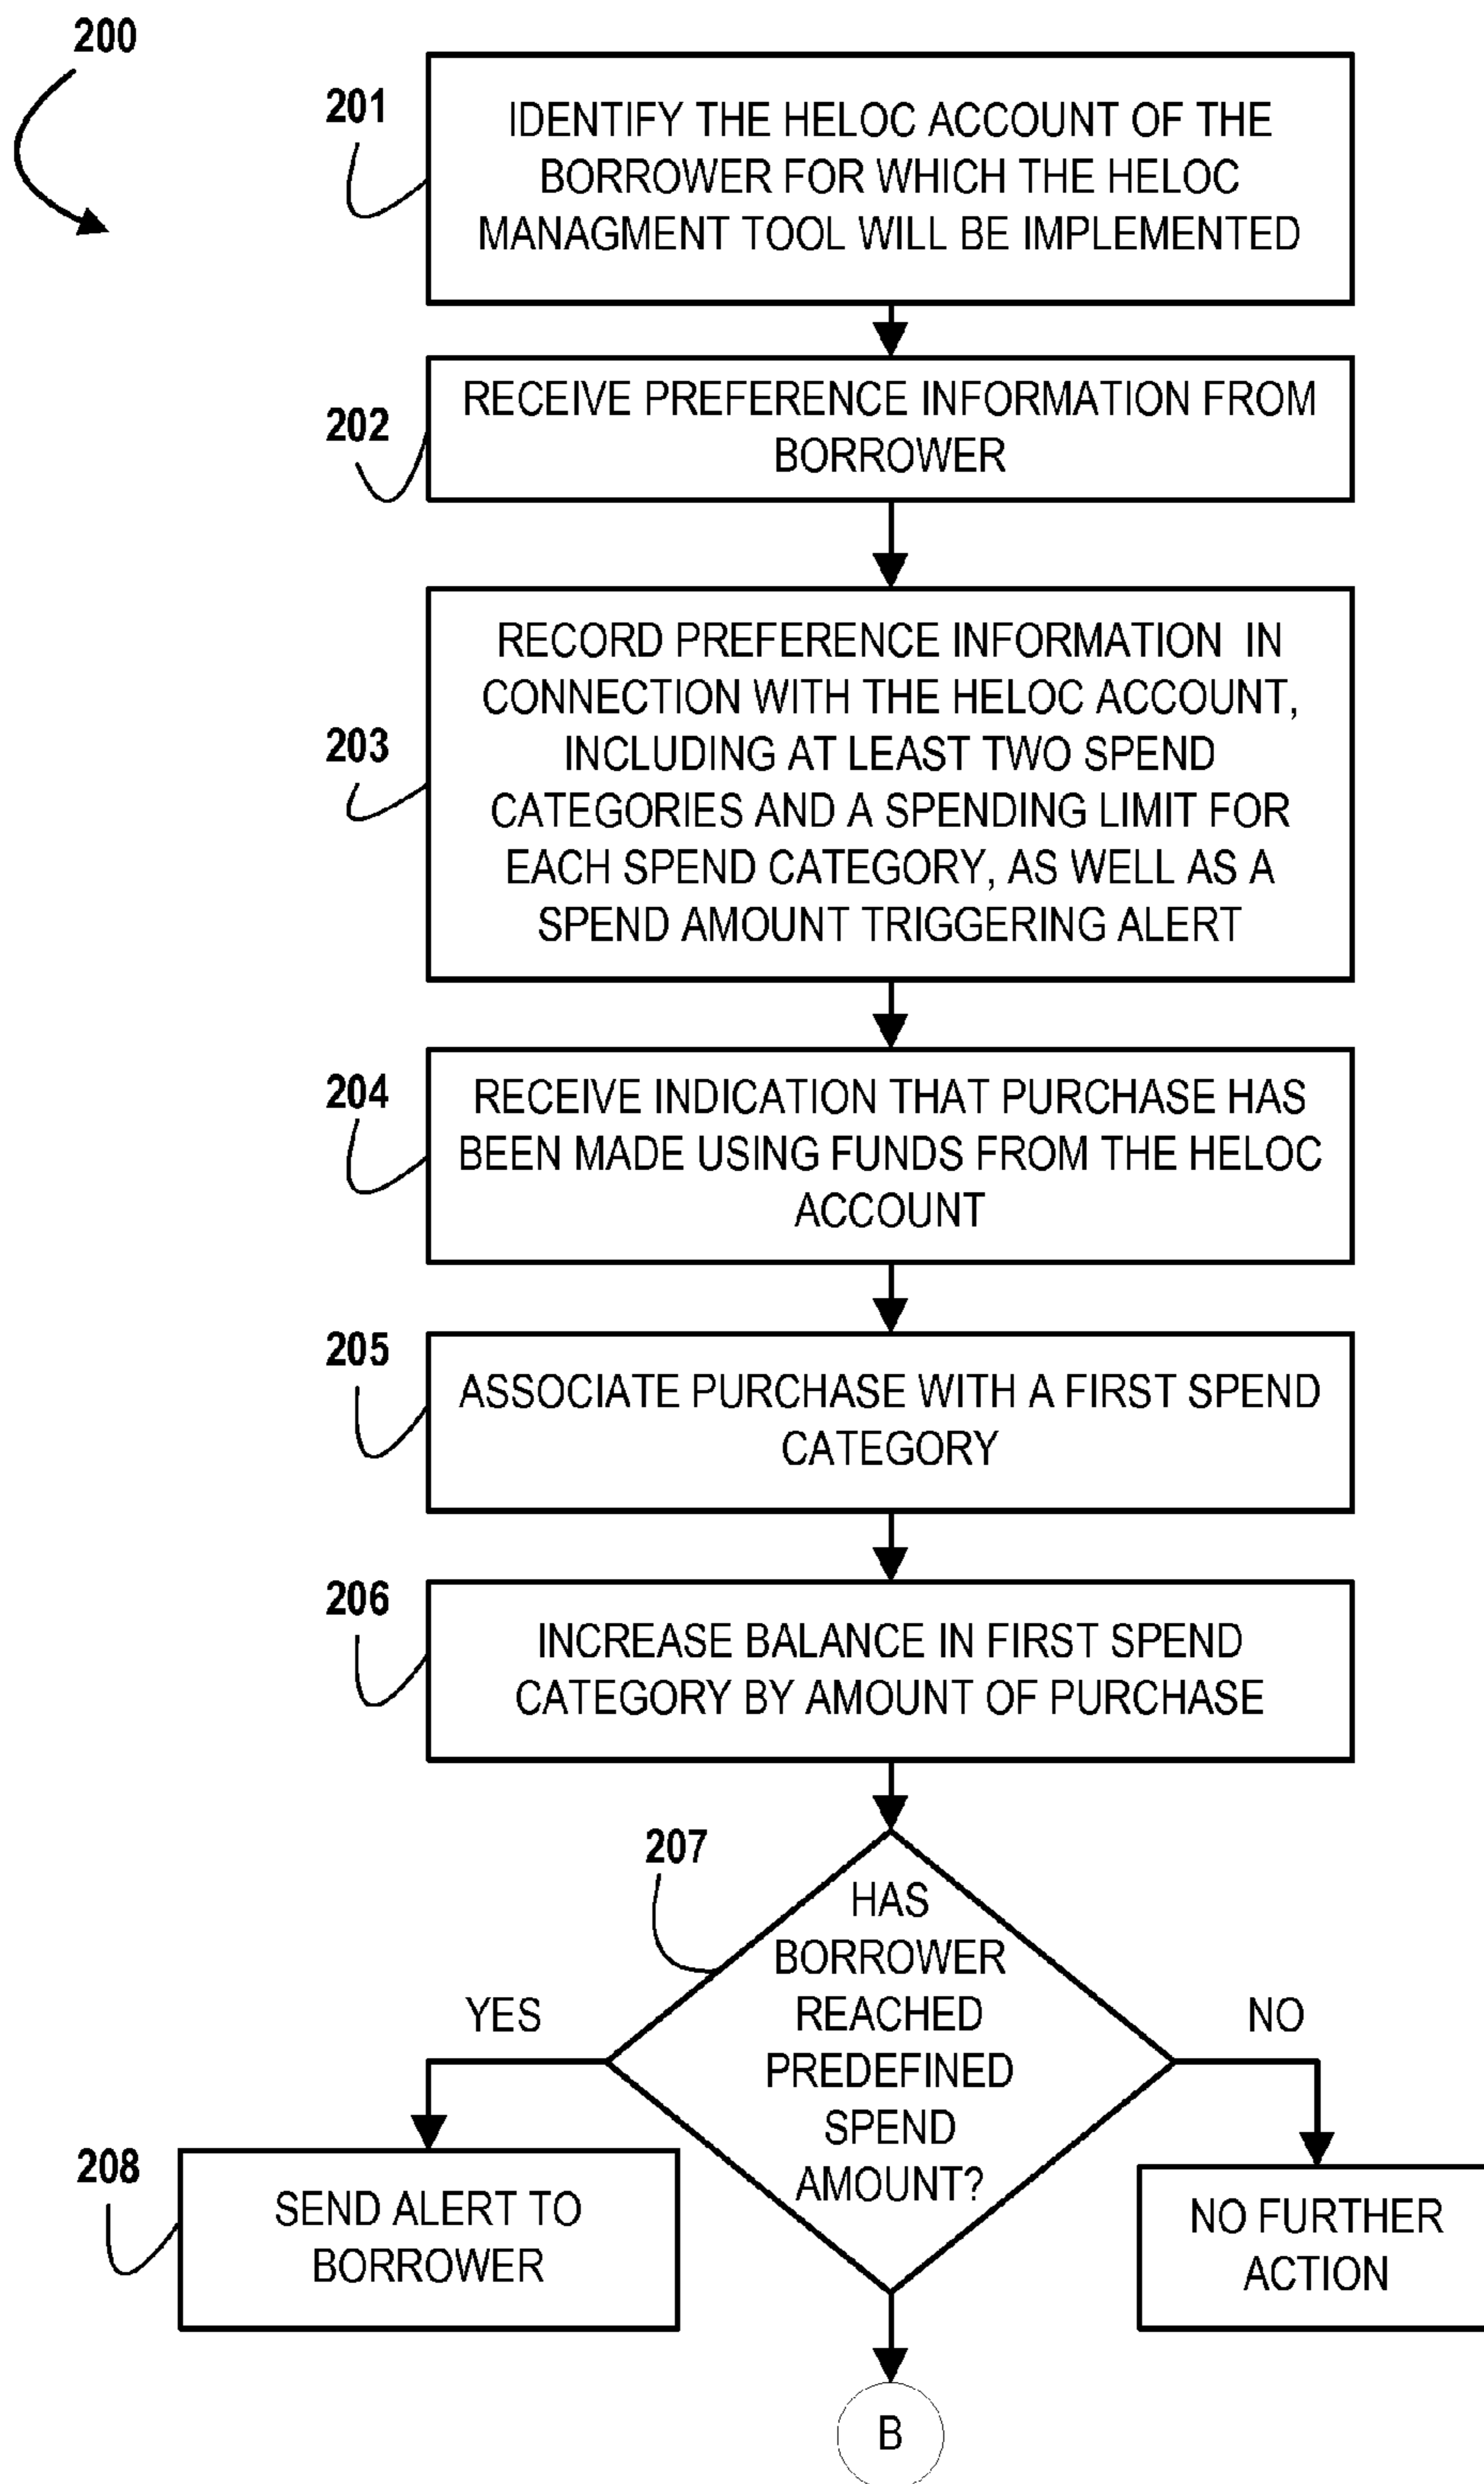 200
201
IDENTIFY THE HELOC ACCOUNT OF THE
BORROWER FOR WHICH THE HELOC
MANAGMENT TOOL WILL BE IMPLEMENTED
202
RECEIVE PREFERENCE INFORMATION FROM
BORROWER
203
RECORD PREFERENCE INFORMATION IN
CONNECTION WITH THE HELOC ACCOUNT,
INCLUDING AT LEAST TWO SPEND
CATEGORIES AND A SPENDING LIMIT FOR
EACH SPEND CATEGORY, AS WELL AS A
SPEND AMOUNT TRIGGERING ALERT
204
RECEIVE INDICATION THAT PURCHASE HAS
BEEN MADE USING FUNDS FROM THE HELOC
ACCOUNT
205
ASSOCIATE PURCHASE WITH A FIRST SPEND
CATEGORY
206
INCREASE BALANCE IN FIRST SPEND
CATEGORY BY AMOUNT OF PURCHASE
207
HAS
BORROWER
REACHED
PREDEFINED
SPEND
AMOUNT?
YES
NO
208
SEND ALERT TO
BORROWER
NO FURTHER
ACTION
B